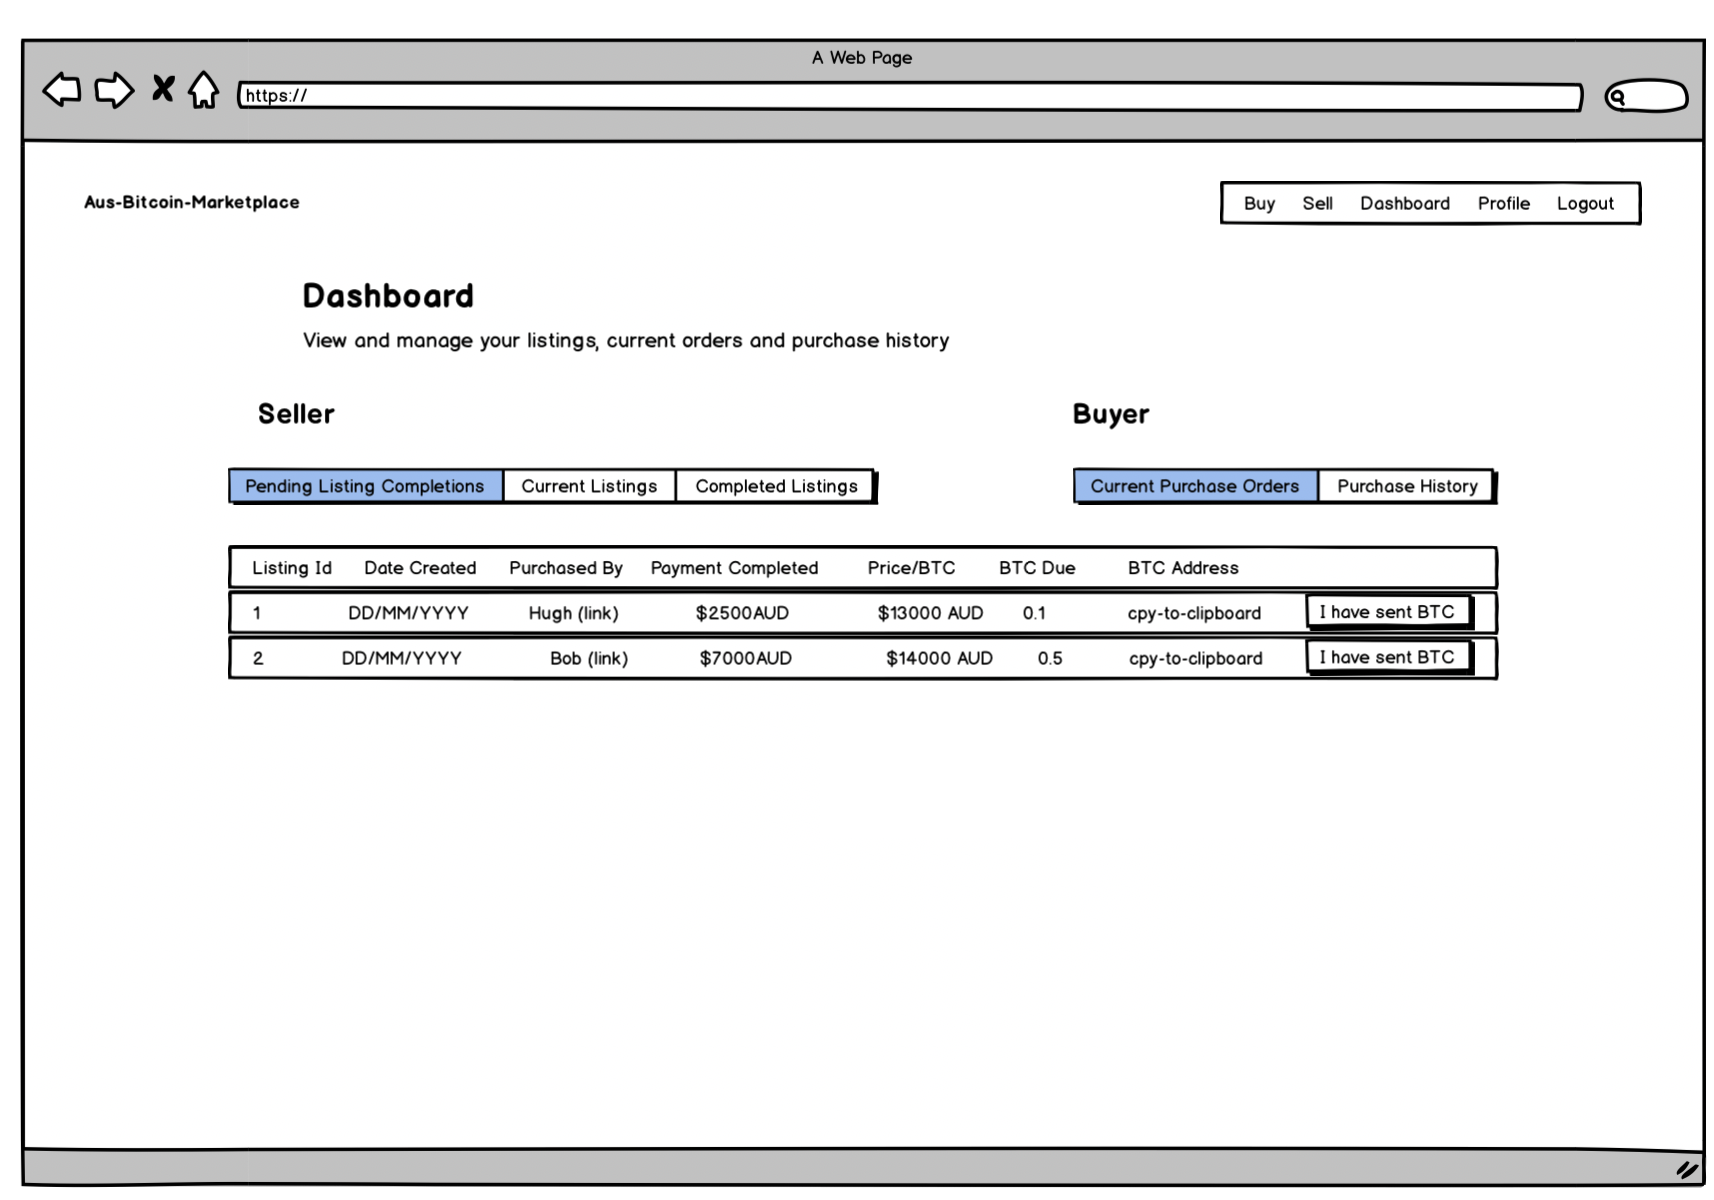 A Web Page
https://
Aus-Bitcoin-Marketplace
Buy Sell Dashboard Profile Logout
Dashboard
View and manage your listings, current orders and purchase history
Seller Buyer
Pending Listing Completions Current Listings Completed Listings Current Purchase Orders Purchase History
Listing Id Date Created Purchased By Payment Completed Price/BTC BTC Due BTC Address
1 DD/MM/YYYY Hugh (link) $2500AUD $13000 AUD 0.1 cpy-to-clipboard I have sent BTC
2 DD/MM/YYYY Bob (link) $7000AUD $14000 AUD 0.5 cpy-to-clipboard I have sent BTC